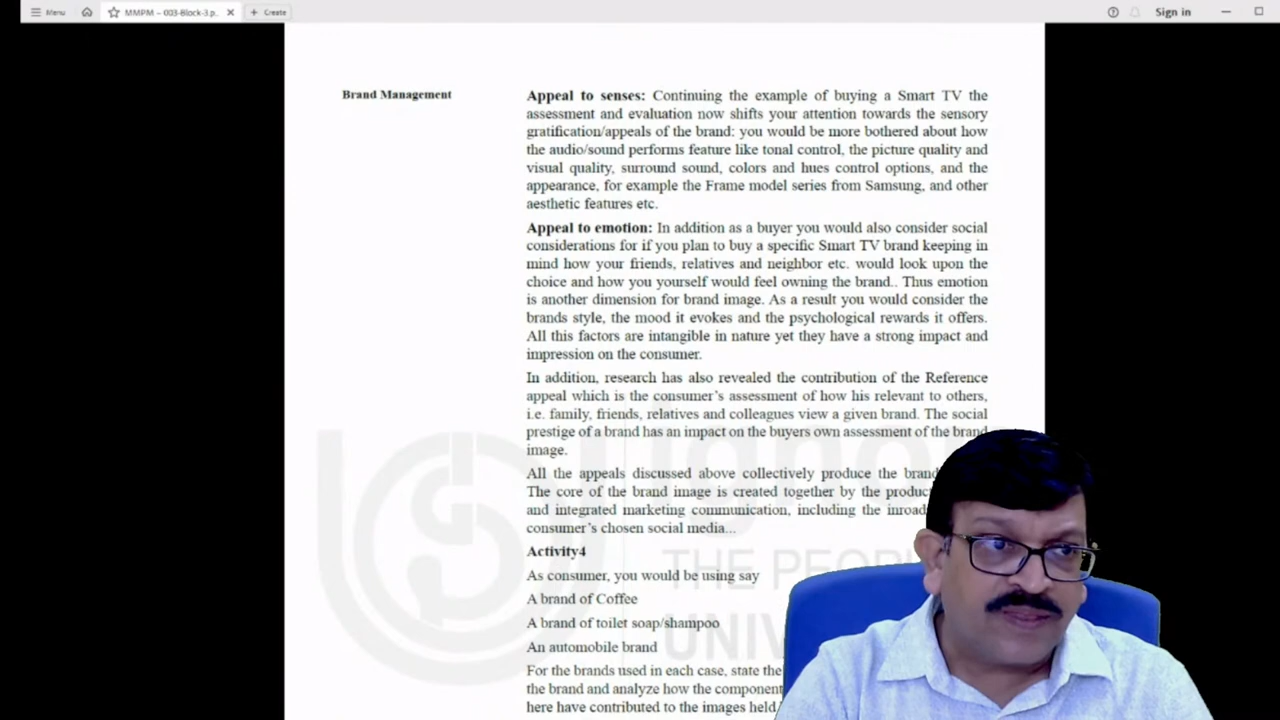 Menu
MMPM – 003-Block-3.p...
Create
Sign in
Brand Management
Appeal to senses: Continuing the example of buying a Smart TV the
assessment and evaluation now shifts your attention towards the sensory
gratification/appeals of the brand: you would be more bothered about how
the audio/sound performs feature like tonal control, the picture quality and
visual quality, surround sound, colors and hues control options, and the
appearance, for example the Frame model series from Samsung, and other
aesthetic features etc.
Appeal to emotion: In addition as a buyer you would also consider social
considerations for if you plan to buy a specific Smart TV brand keeping in
mind how your friends, relatives and neighbor etc. would look upon the
choice and how you yourself would feel owning the brand.. Thus emotion
is another dimension for brand image. As a result you would consider the
brands style, the mood it evokes and the psychological rewards it offers.
All this factors are intangible in nature yet they have a strong impact and
impression on the consumer.
In addition, research has also revealed the contribution of the Reference
appeal which is the consumer's assessment of how his relevant to others,
i.e. family, friends, relatives and colleagues view a given brand. The social
prestige of a brand has an impact on the buyers own assessment of the brand
image.
All the appeals discussed above collectively produce the brand
The core of the brand image is created together by the produc
and integrated marketing communication, including the inroad
consumer's chosen social media...
Activity4
As consumer, you would be using say
A brand of Coffee
A brand of toilet soap/shampoo
An automobile brand
For the brands used in each case, state the
the brand and analyze how the component
here have contributed to the images held
ignou
THE PEOPL
UNIV